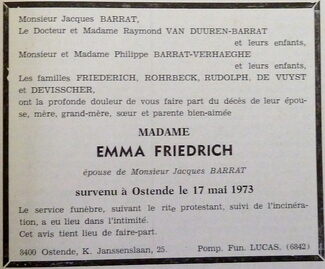 Monsieur Jacques BARRAT,
Le Docteur et Madame Raymond VAN DUUREN-BARRAT
et leurs enfants,
Monsieur et Madame Philippe BARRAT-VERHAEGHE
et leurs enfants,
Les familles FRIEDERICH, ROHRBECK, RUDOLPH, DE VUYST
et DEVISSCHER,
ont la profonde douleur de vous faire part du décès de leur épou-
se, mère, grand-mère, sœur et parente bien-aimée
MADAME
EMMA FRIEDRICH
épouse de Monsieur Jacques BARRAT
survenu à Ostende le 17 mai 1973
Le service funèbre, suivant le rite protestant, suivi de l'incinéra-
tion, a eu lieu dans l'intimité.
Cet avis tient lieu de faire-part.
8400 Ostende, K. Janssenslaan, 25. Pomp. Fun. LUCAS. (6842)